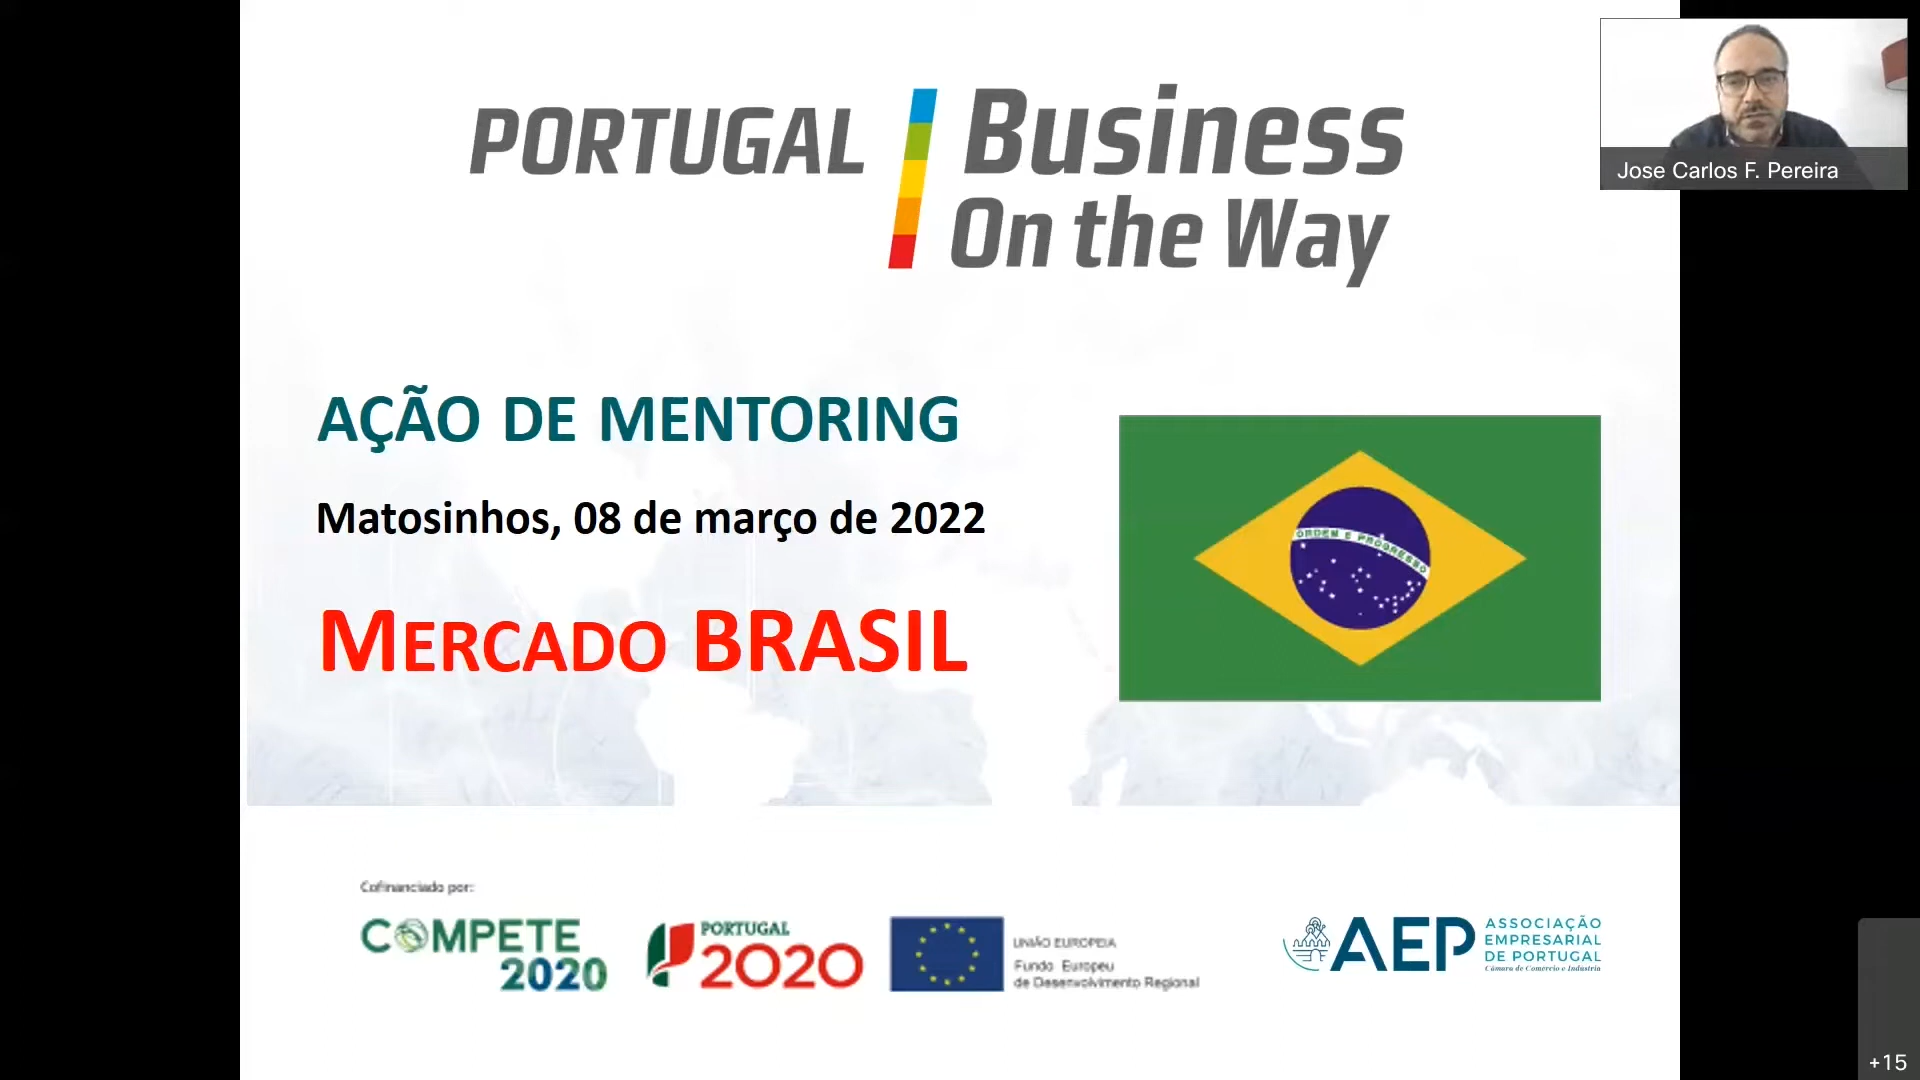 PORTUGAL Business
On the Way
Jose Carlos F. Pereira
AÇÃO DE MENTORING
Matosinhos, 08 de março de 2022
MERCADO BRASIL
ORDEM E PROGRESSO
Cofinanciado por:
COMPETE
2020
PORTUGAL
2020
UNIÃO EUROPEIA
Fundo Europeu
de Desenvolvimento Regional
AEP
ASSOCIAÇÃO
EMPRESARIAL
DE PORTUGAL
Câmara de Comércio e Indústria
+15